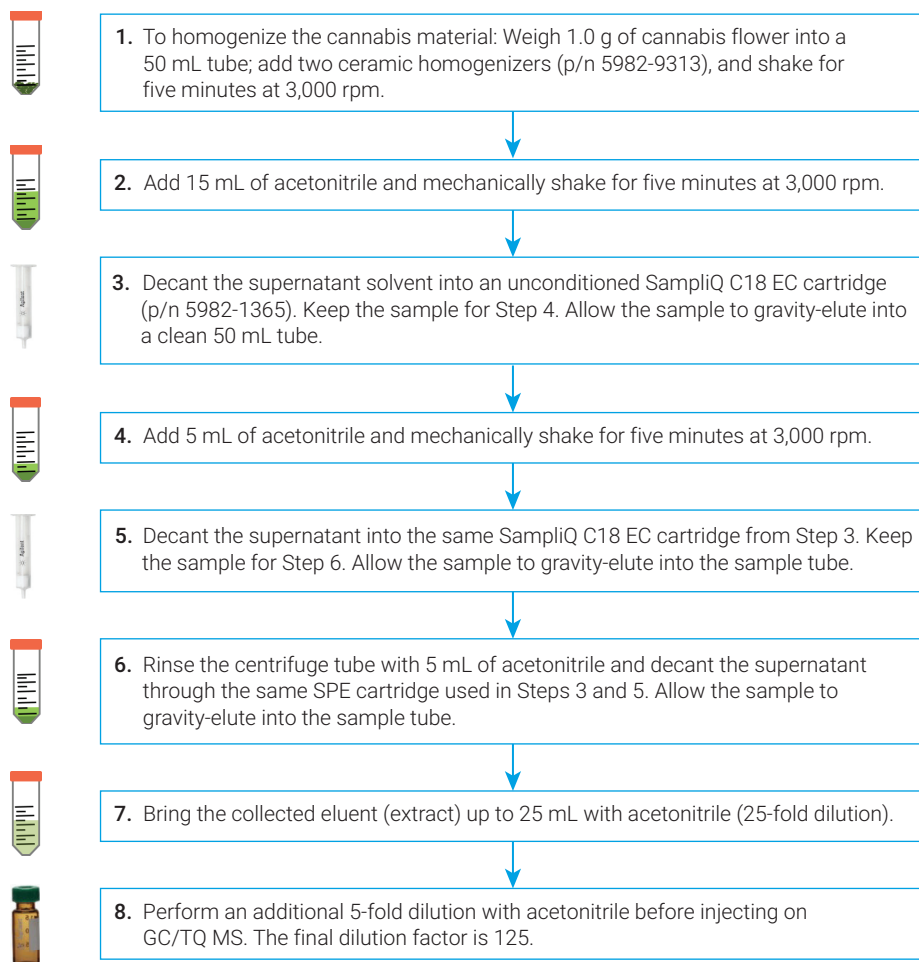 1. To homogenize the cannabis material: Weigh 1.0 g of cannabis flower into a
50 mL tube; add two ceramic homogenizers (p/n 5982-9313), and shake for
five minutes at 3,000 rpm.
2. Add 15 mL of acetonitrile and mechanically shake for five minutes at 3,000 rpm.
3. Decant the supernatant solvent into an unconditioned SampliQ C18 EC cartridge
(p/n 5982-1365). Keep the sample for Step 4. Allow the sample to gravity-elute into
a clean 50 mL tube.
4. Add 5 mL of acetonitrile and mechanically shake for five minutes at 3,000 rpm.
5. Decant the supernatant into the same SampliQ C18 EC cartridge from Step 3. Keep
the sample for Step 6. Allow the sample to gravity-elute into the sample tube.
6. Rinse the centrifuge tube with 5 mL of acetonitrile and decant the supernatant
through the same SPE cartridge used in Steps 3 and 5. Allow the sample to
gravity-elute into the sample tube.
7. Bring the collected eluent (extract) up to 25 mL with acetonitrile (25-fold dilution).
8. Perform an additional 5-fold dilution with acetonitrile before injecting on
GC/TQ MS. The final dilution factor is 125.